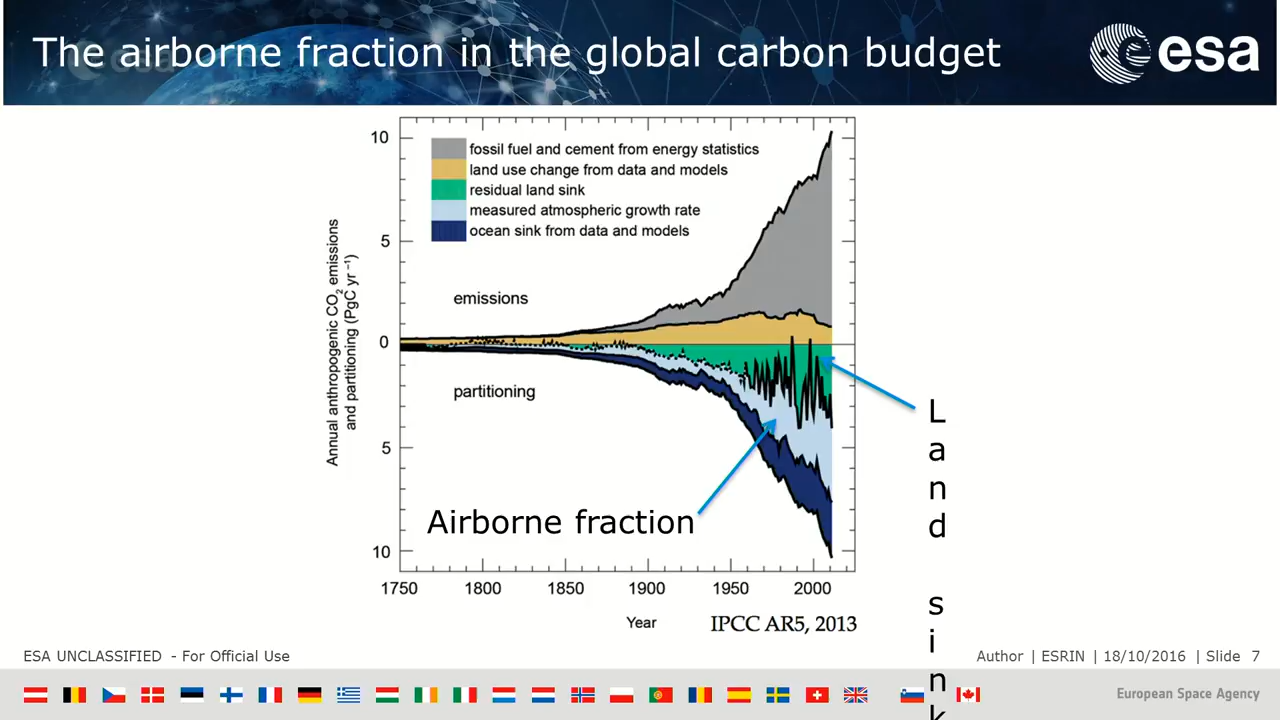 The airborne fraction in the global carbon budget
esa
10
5
0
5
10
Annual anthropogenic CO2 emissions
and partitioning (PgC yr−1)
fossil fuel and cement from energy statistics
land use change from data and models
residual land sink
measured atmospheric growth rate
ocean sink from data and models
emissions
partitioning
Airborne fraction
Land sink
1750 1800 1850 1900 1950 2000
Year
IPCC AR5, 2013
ESA UNCLASSIFIED - For Official Use
Author | ESRIN | 18/10/2016 | Slide 7
European Space Agency